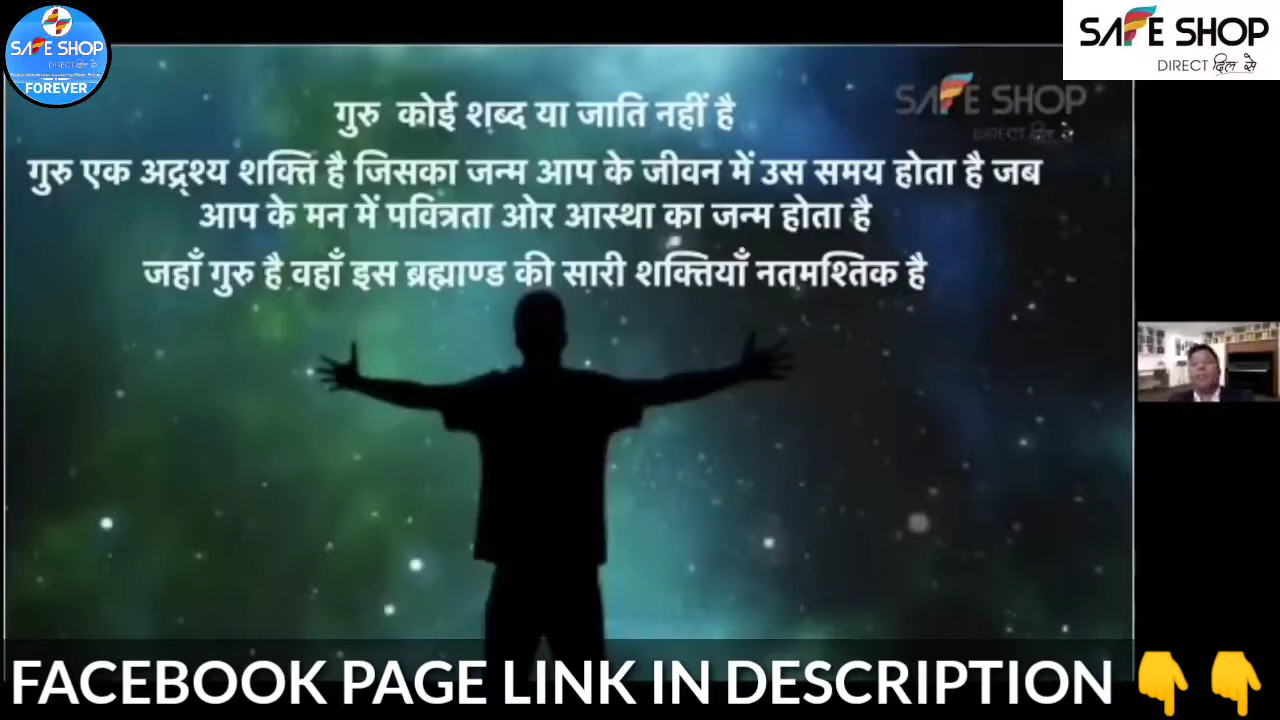 SAFE SHOP
DIRECT दिल से
FOREVER
SAFE SHOP
DIRECT दिल से
SAFE SHOP
DIRECT दिल से
गुरु कोई शब्द या जाति नहीं है
गुरु एक अद्र्श्य शक्ति है जिसका जन्म आप के जीवन में उस समय होता है जब
आप के मन में पवित्रता ओर आस्था का जन्म होता है
जहाँ गुरु है वहाँ इस ब्रह्माण्ड की सारी शक्तियाँ नतमश्तिक है
FACEBOOK PAGE LINK IN DESCRIPTION 👇 👇